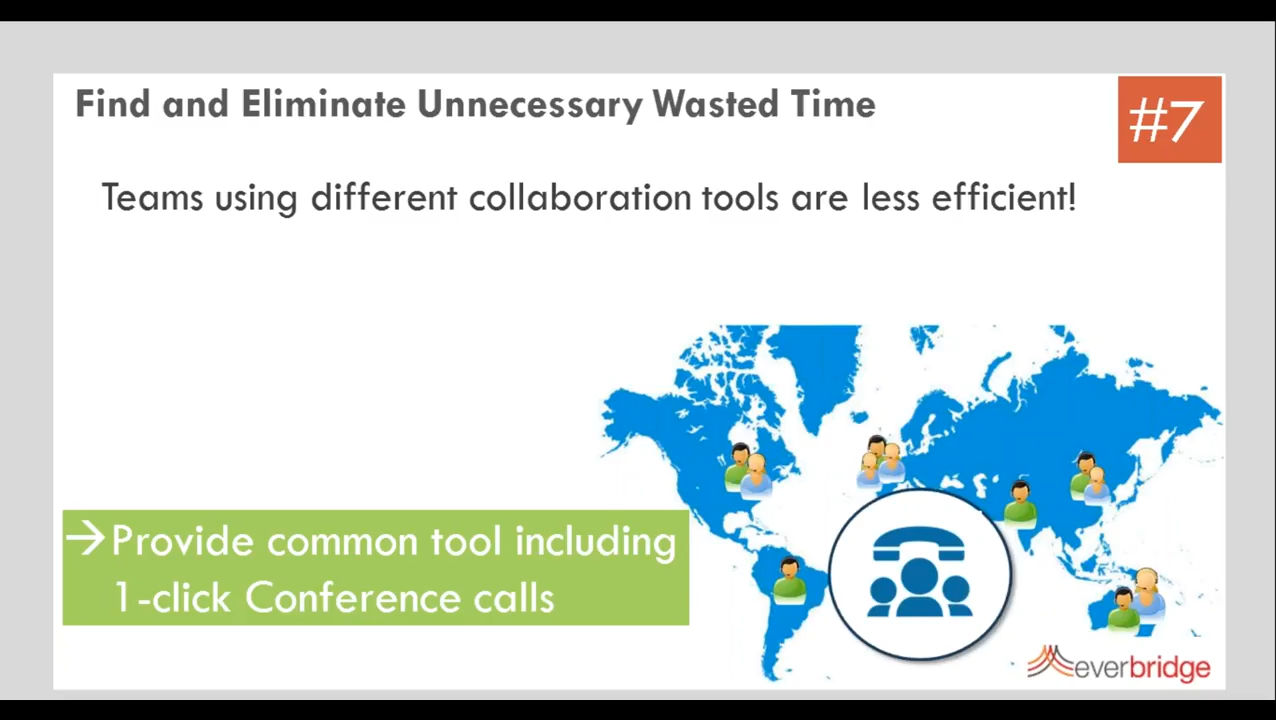 Find and Eliminate Unnecessary Wasted Time
#7
Teams using different collaboration tools are less efficient!
→Provide common tool including
1-click Conference calls
everbridge